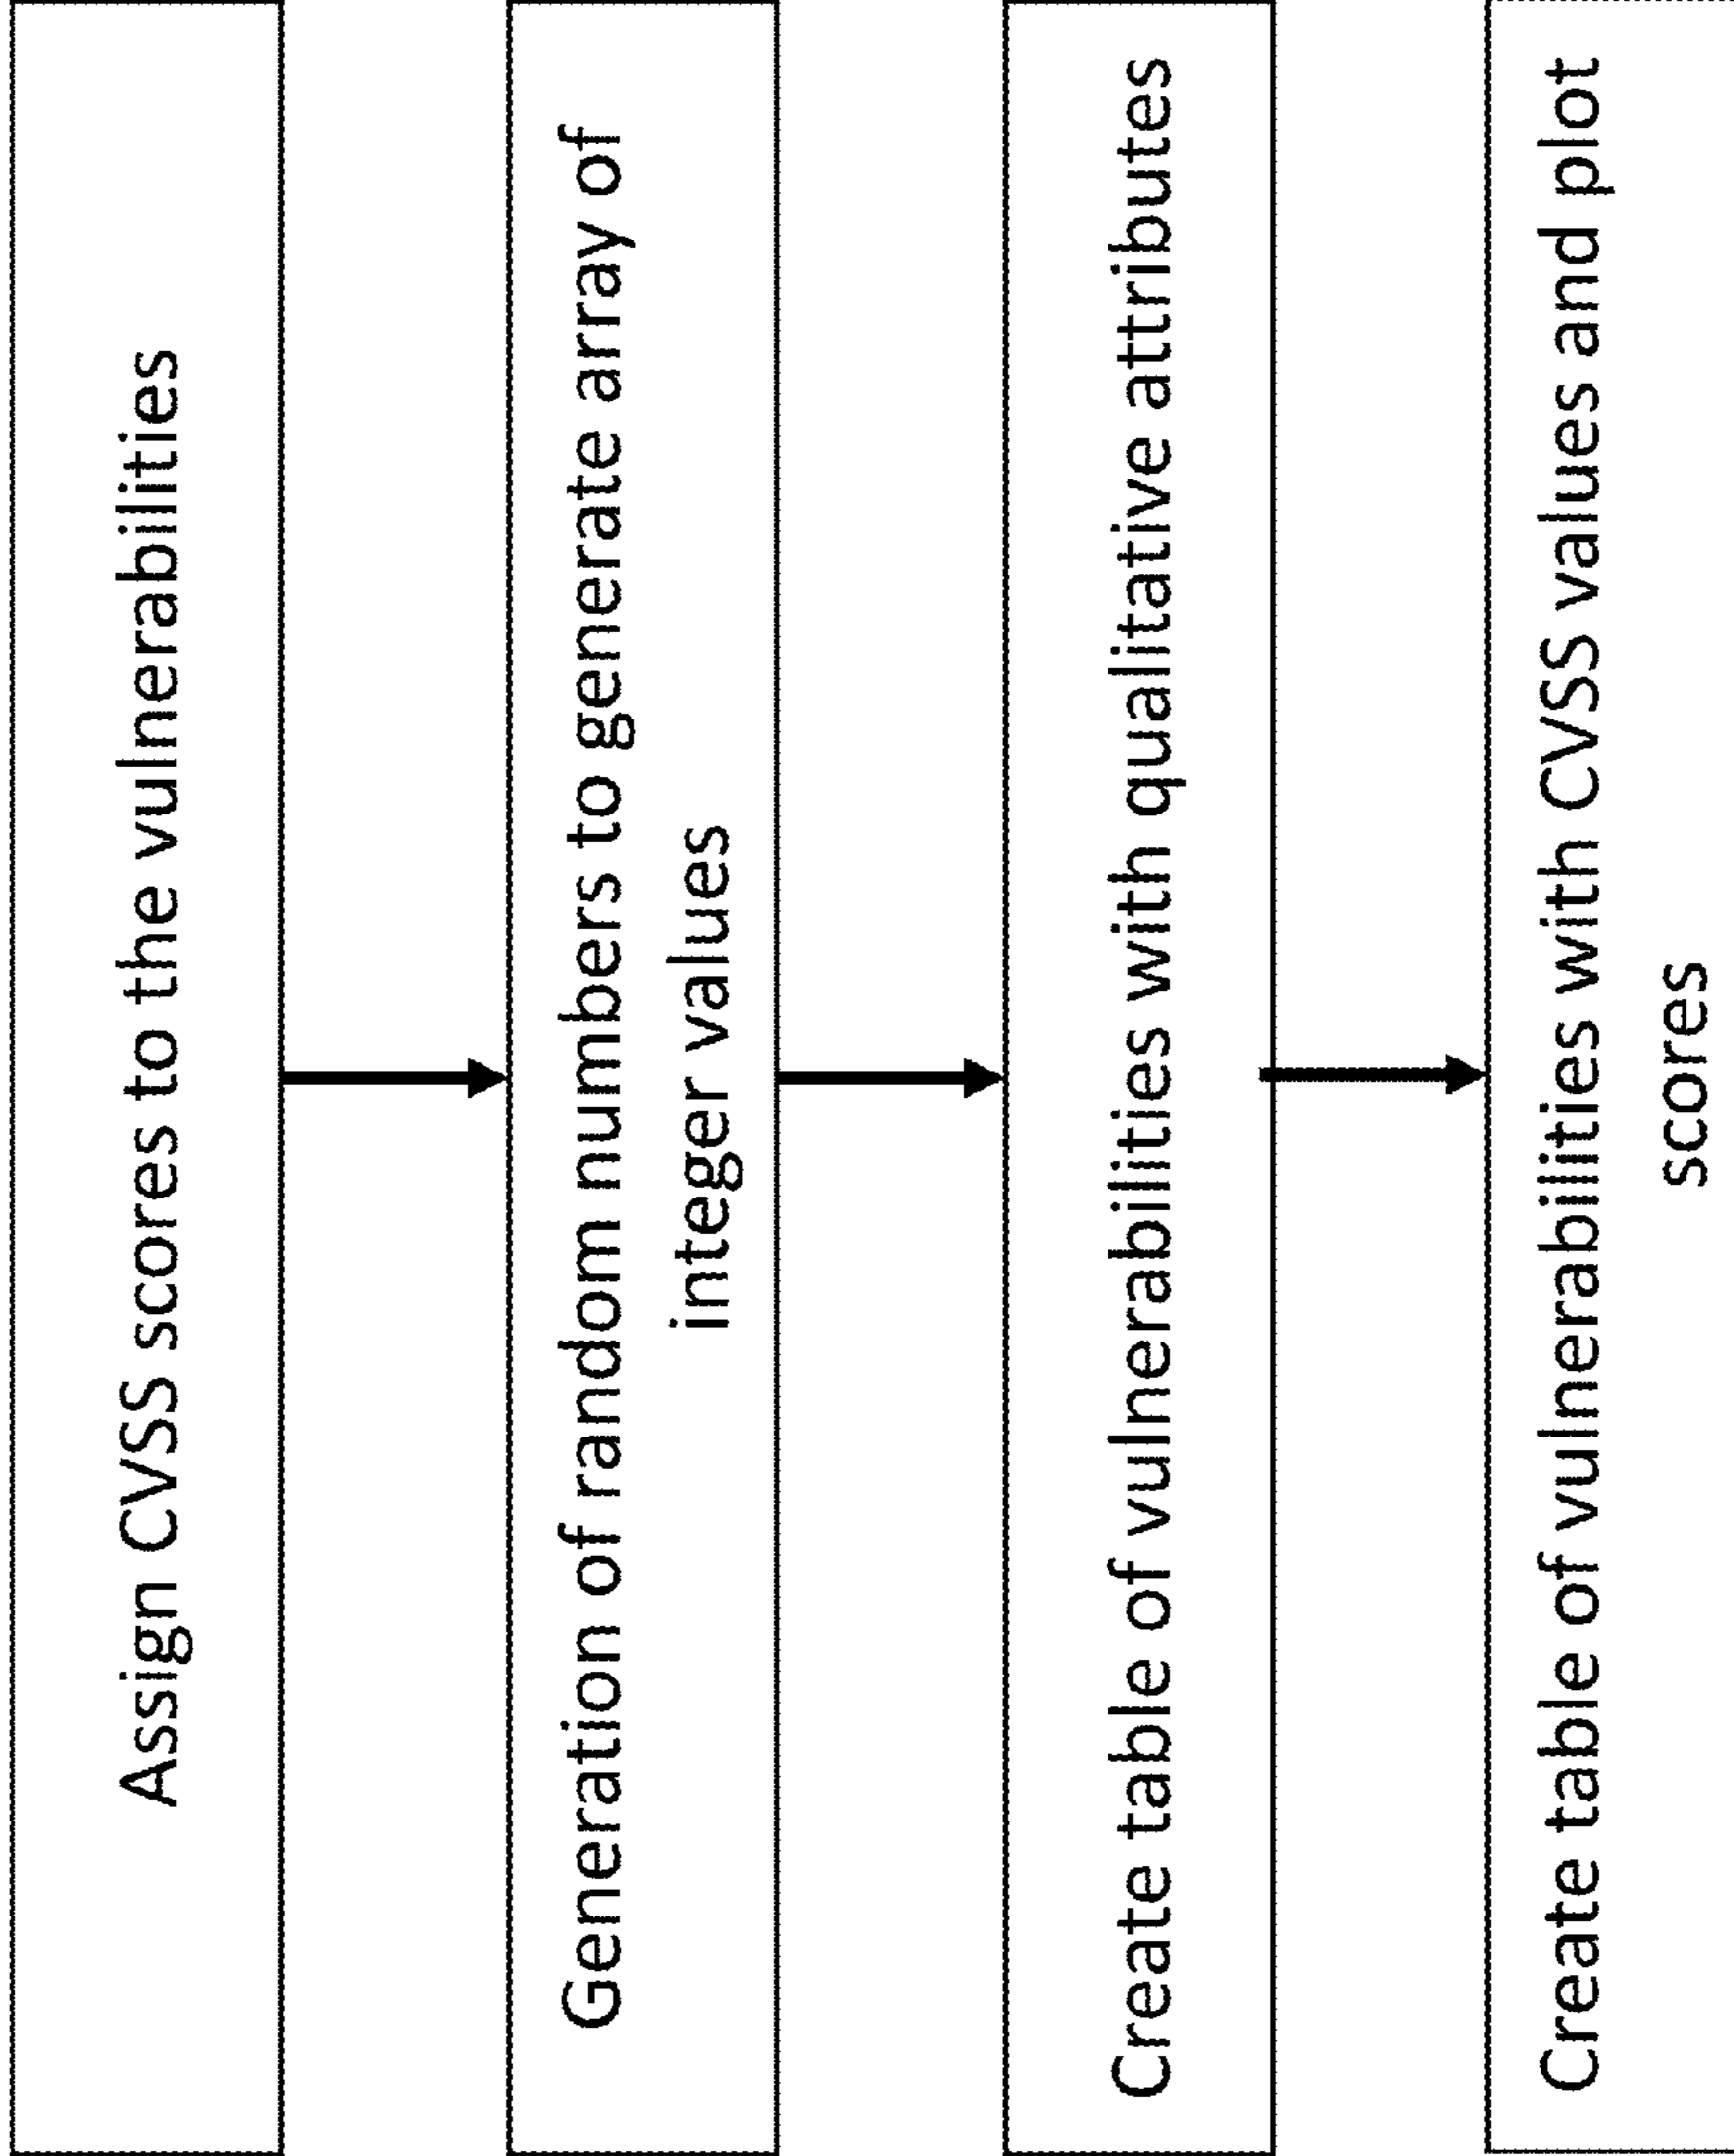 Assign CVSS scores to the vulnerabilities
Generation of random numbers to generate array of
integer values
Create table of vulnerabilities with qualitative attributes
Create table of vulnerabilities with CVSS values and plot
scores